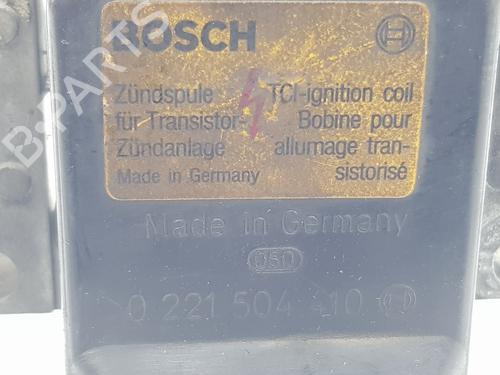 BOSCH
Zündspule TCI-ignition coil
für Transistor- Bobine pour
Zündanlage allumage tran-
Made in Germany sistorisé
Made in Germany
0 221 504 410
B-PARTS